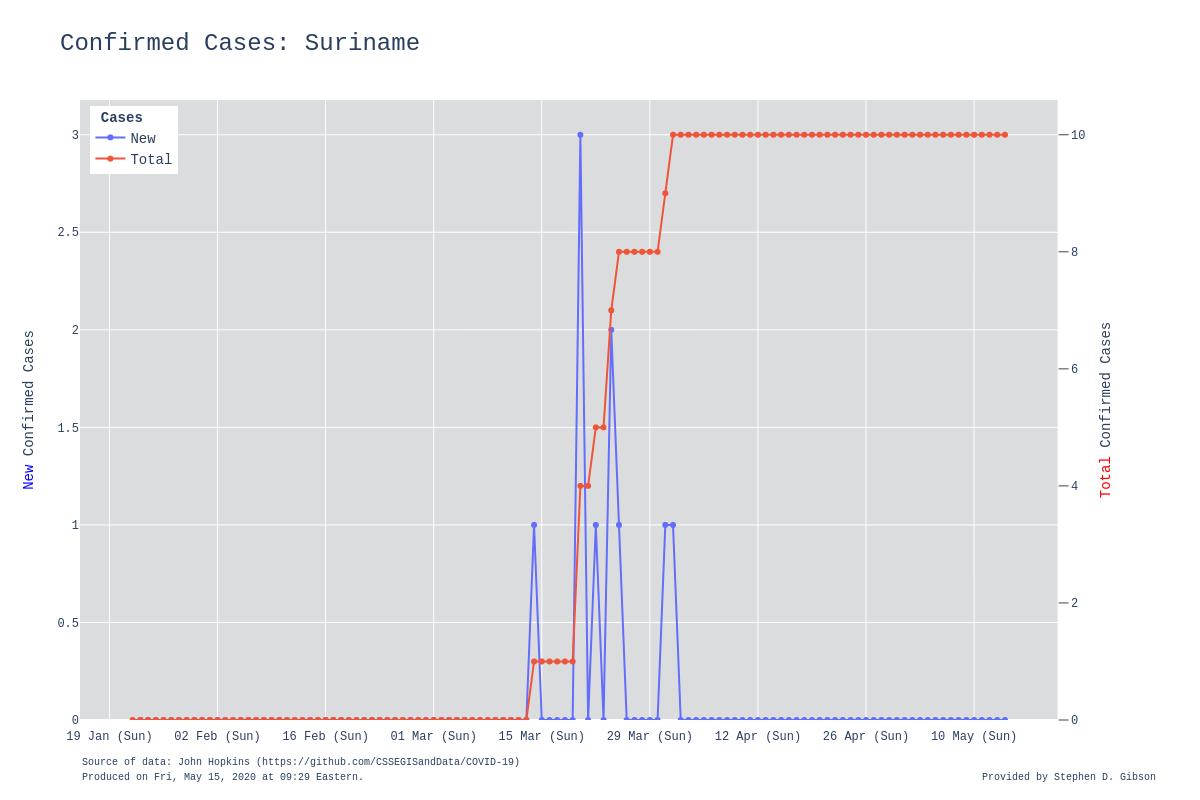 Confirmed Cases: Suriname
Cases
New
Total
3
2.5
2
1.5
1
0.5
0
10
8
6
4
2
0
New Confirmed Cases
Total Confirmed Cases
19 Jan (Sun) 02 Feb (Sun) 16 Feb (Sun) 01 Mar (Sun) 15 Mar (Sun) 29 Mar (Sun) 12 Apr (Sun) 26 Apr (Sun) 10 May (Sun)
Source of data: John Hopkins (https://github.com/CSSEGISandData/COVID-19)
Produced on Fri, May 15, 2020 at 09:29 Eastern.
Provided by Stephen D. Gibson